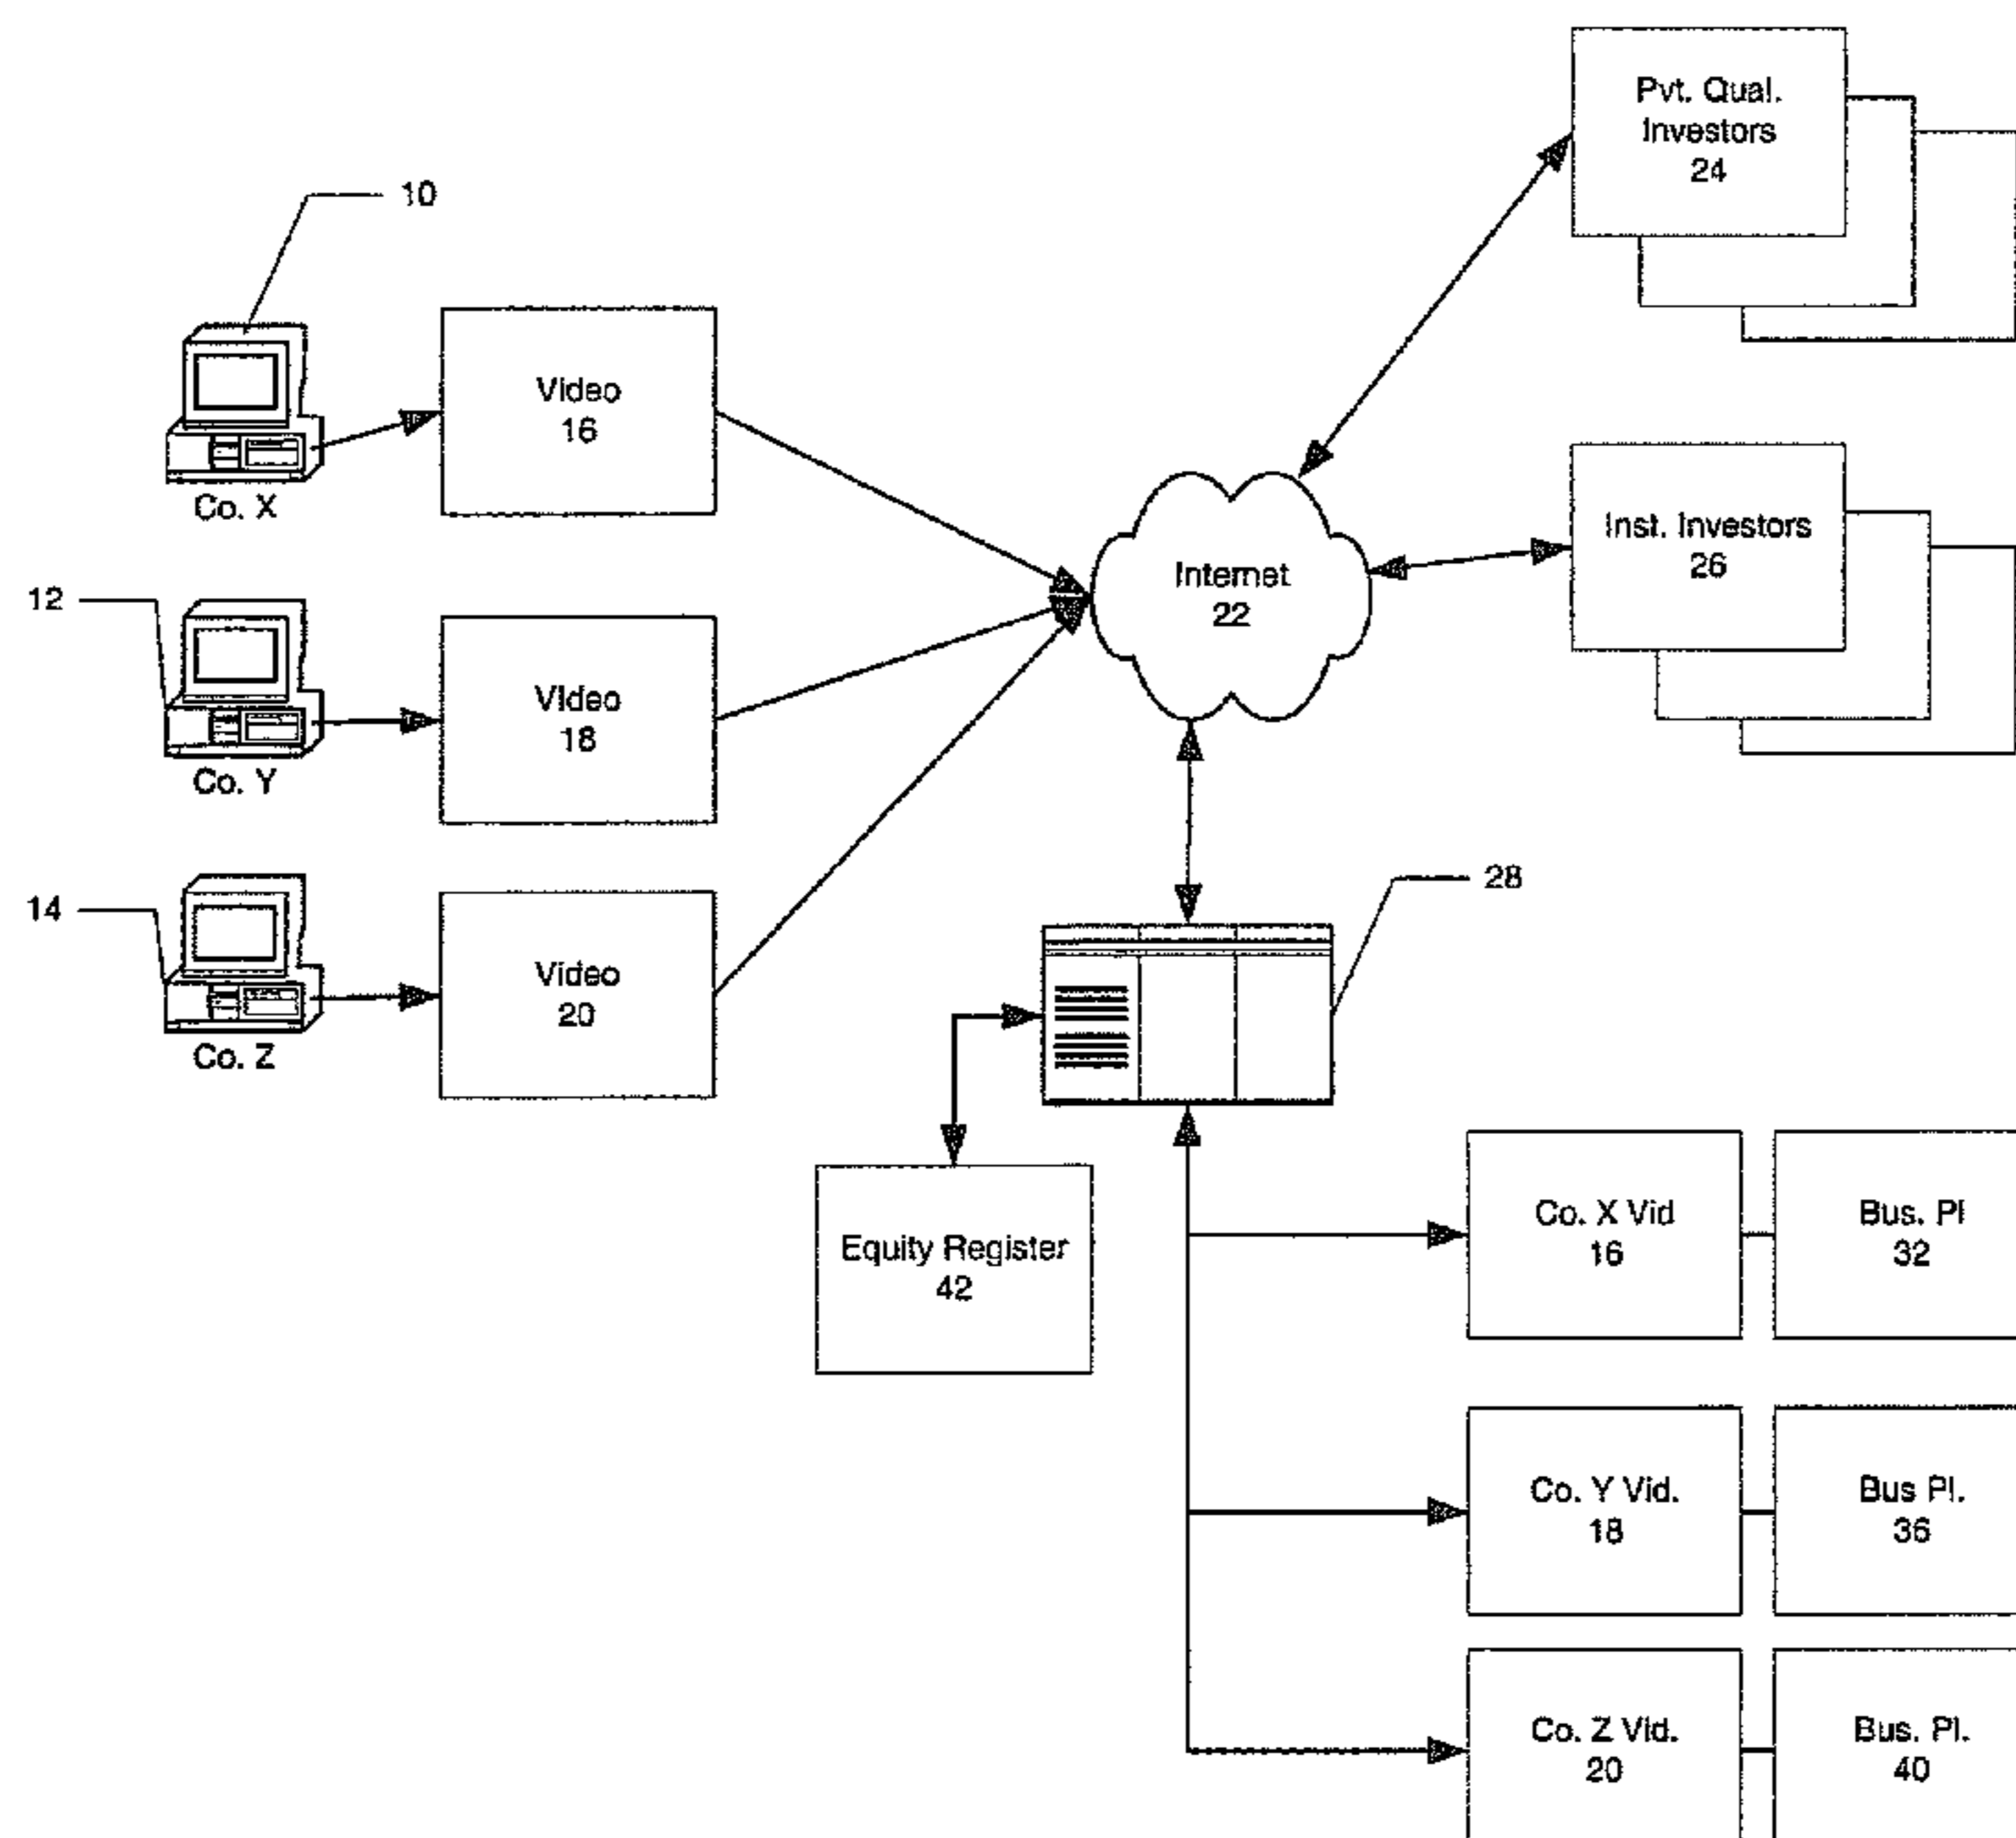 Pvt. Qual.
Investors
24
10
Video
16
Co. X
Inst. Investors
26
Internet
22
12
Video
18
Co. Y
28
14
Video
20
Co. Z
Equity Register
42
Co. X Vid
16
Bus. Pl
32
Co. Y Vid.
18
Bus Pl.
36
Co. Z Vid.
20
Bus. Pl.
40